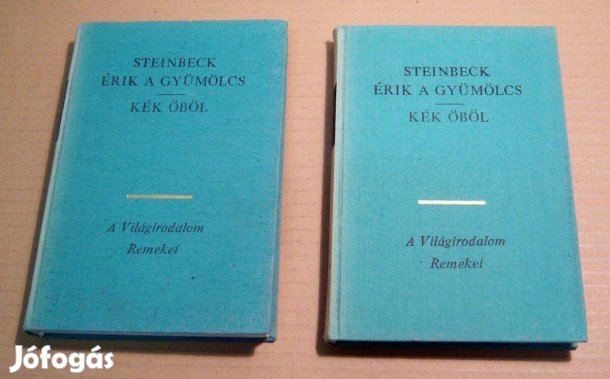 STEINBECK
ÉRIK A GYÜMÖLCS
KÉK ÖBÖL
A Világirodalom
Remekei
STEINBECK
ÉRIK A GYÜMÖLCS
KÉK ÖBÖL
A Világirodalom
Remekei
Jófogás